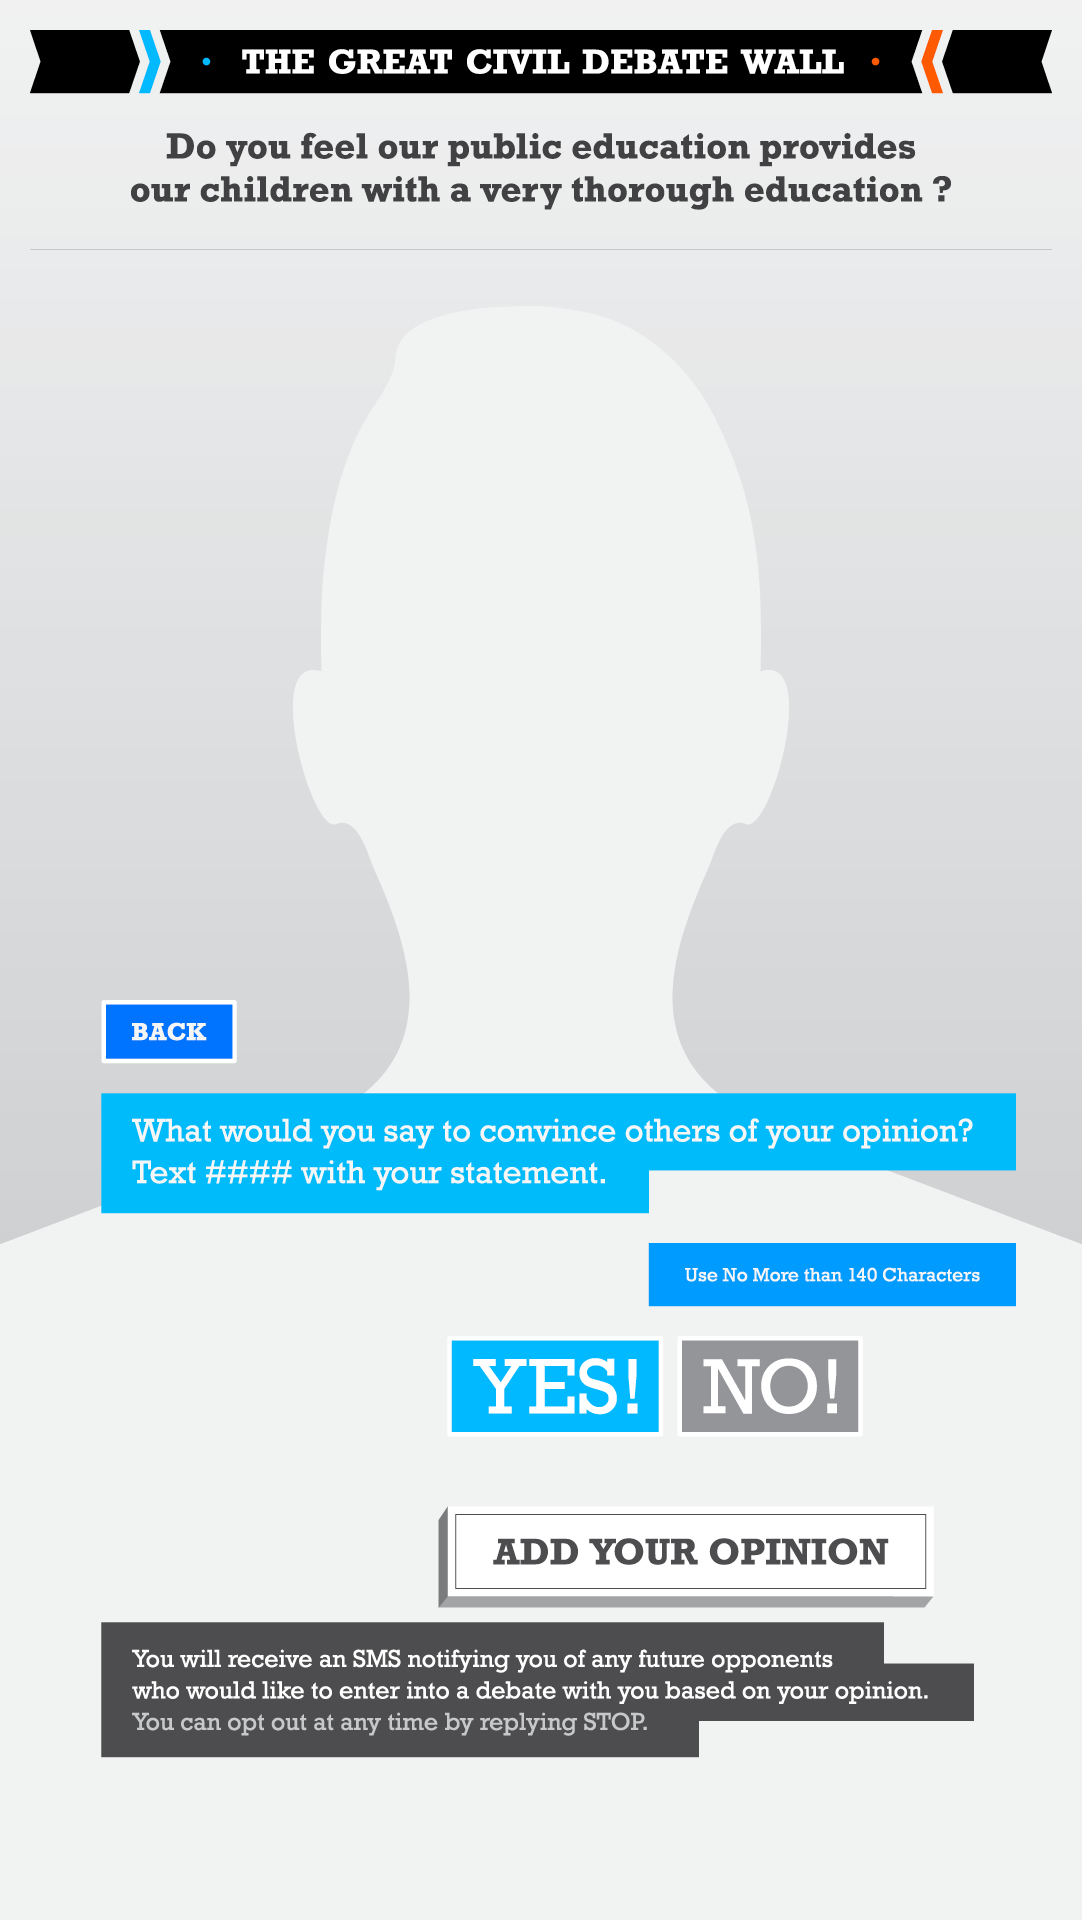 THE GREAT CIVIL DEBATE WALL
Do you feel our public education provides
our children with a very thorough education ?
BACK
What would you say to convince others of your opinion?
Text #### with your statement.
Use No More than 140 Characters
YES! NO!
ADD YOUR OPINION
You will receive an SMS notifying you of any future opponents
who would like to enter into a debate with you based on your opinion.
You can opt out at any time by replying STOP.